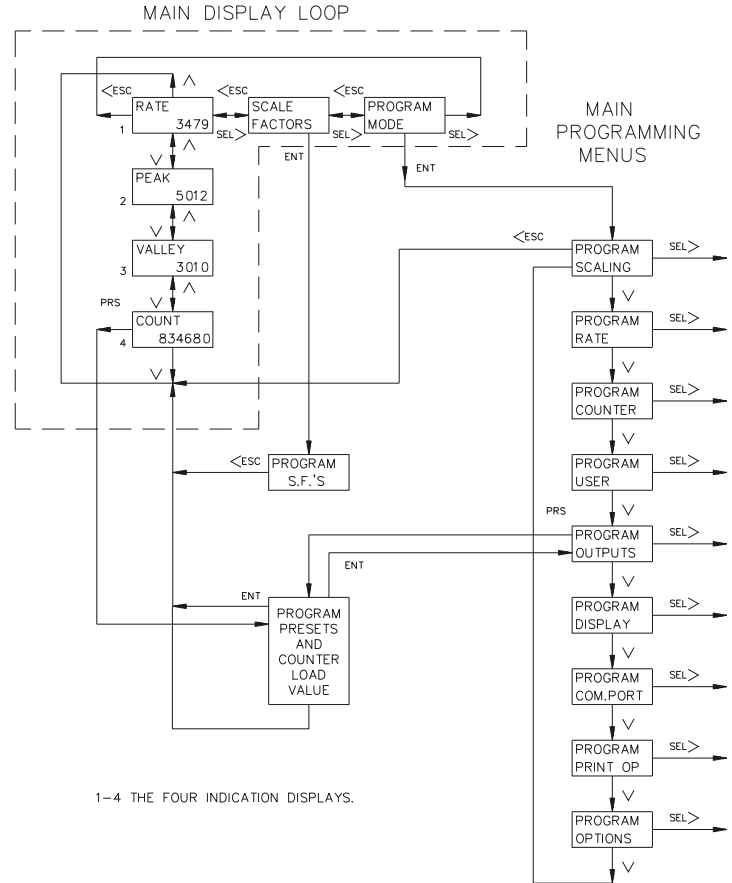 MAIN DISPLAY LOOP
<ESC
<ESC
<ESC
RATE
3479
SCALE
FACTORS
PROGRAM
MODE
1
SEL>
SEL>
SEL>
ENT
ENT
PEAK
5012
2
VALLEY
3010
3
PRS
COUNT
834680
4
MAIN
PROGRAMMING
MENUS
<ESC
PROGRAM
SCALING
SEL>
PROGRAM
RATE
SEL>
PROGRAM
COUNTER
SEL>
<ESC
PROGRAM
S.F.'S
PROGRAM
USER
SEL>
PRS
PROGRAM
OUTPUTS
SEL>
ENT
ENT
PROGRAM
PRESETS
AND
COUNTER
LOAD
VALUE
PROGRAM
DISPLAY
SEL>
PROGRAM
COM.PORT
SEL>
PROGRAM
PRINT OP
SEL>
PROGRAM
OPTIONS
SEL>
1-4 THE FOUR INDICATION DISPLAYS.